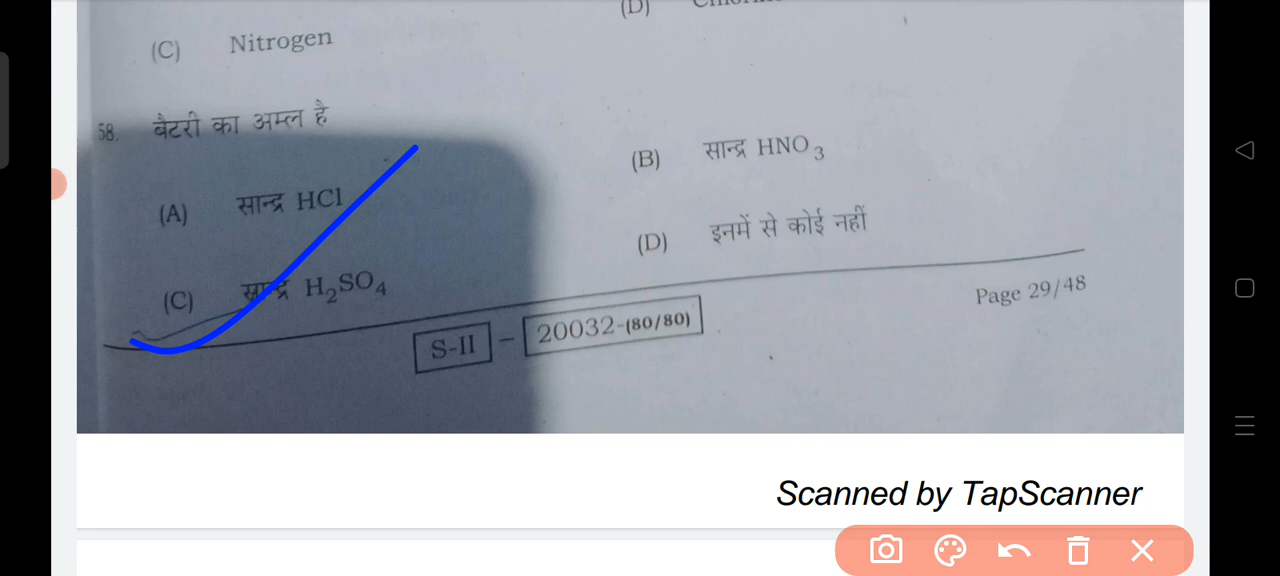 (C) Nitrogen (D)
58. बैटरी का अम्ल है
(A) सान्द्र HCl (B) सान्द्र HNO3
(C) सान्द्र H2SO4 (D) इनमें से कोई नहीं
S-II – 20032-(80/80) Page 29/48
Scanned by TapScanner